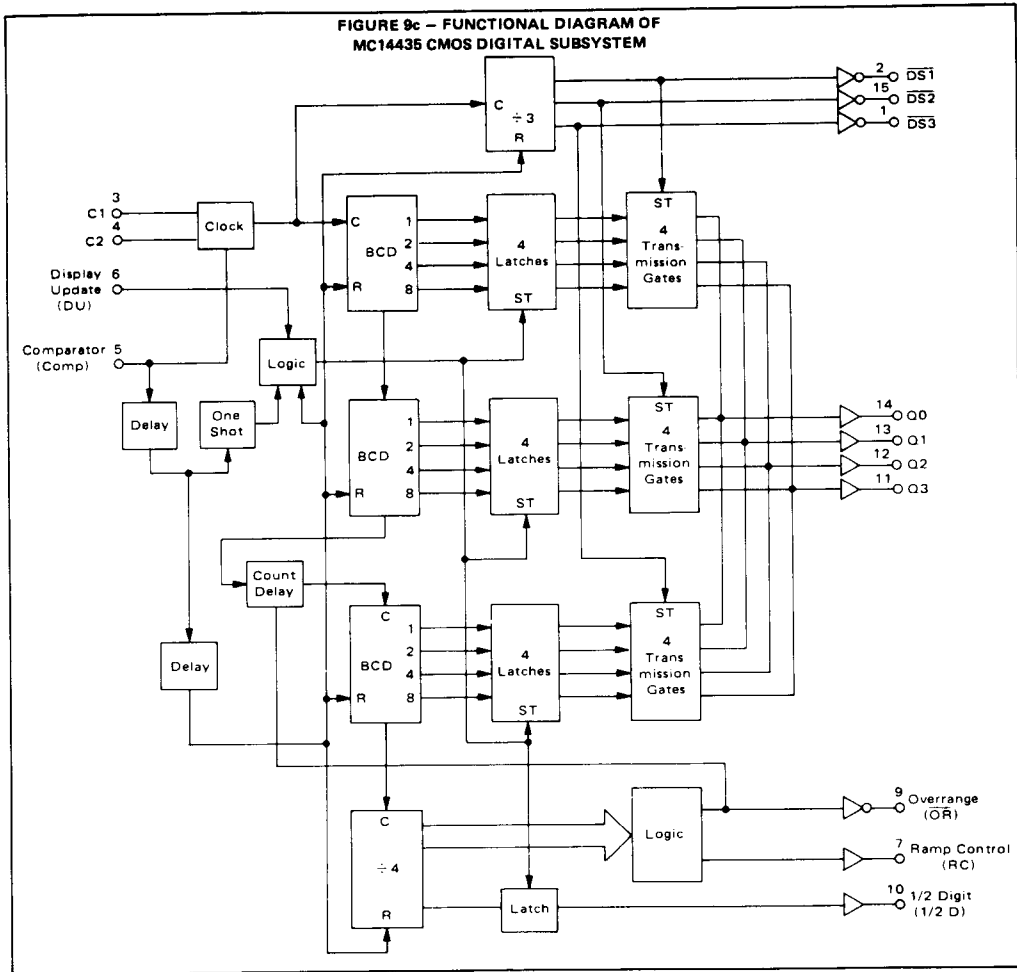 FIGURE 9c – FUNCTIONAL DIAGRAM OF
MC14435 CMOS DIGITAL SUBSYSTEM
C
÷ 3
R
2
DS1
15
DS2
1
DS3
3
C1
4
C2
Clock
C
BCD
R
1
2
4
8
4
Latches
ST
ST
4
Trans-
mission
Gates
Display
Update
(DU)
6
Logic
Comparator
(Comp)
5
Delay
One
Shot
BCD
R
1
2
4
8
4
Latches
ST
ST
4
Trans-
mission
Gates
14
Q0
13
Q1
12
Q2
11
Q3
Count
Delay
Delay
C
BCD
R
1
2
4
8
4
Latches
ST
ST
4
Trans
mission
Gates
C
÷ 4
R
Logic
Latch
9
Overrange
(OR)
7
Ramp Control
(RC)
10
1/2 Digit
(1/2 D)